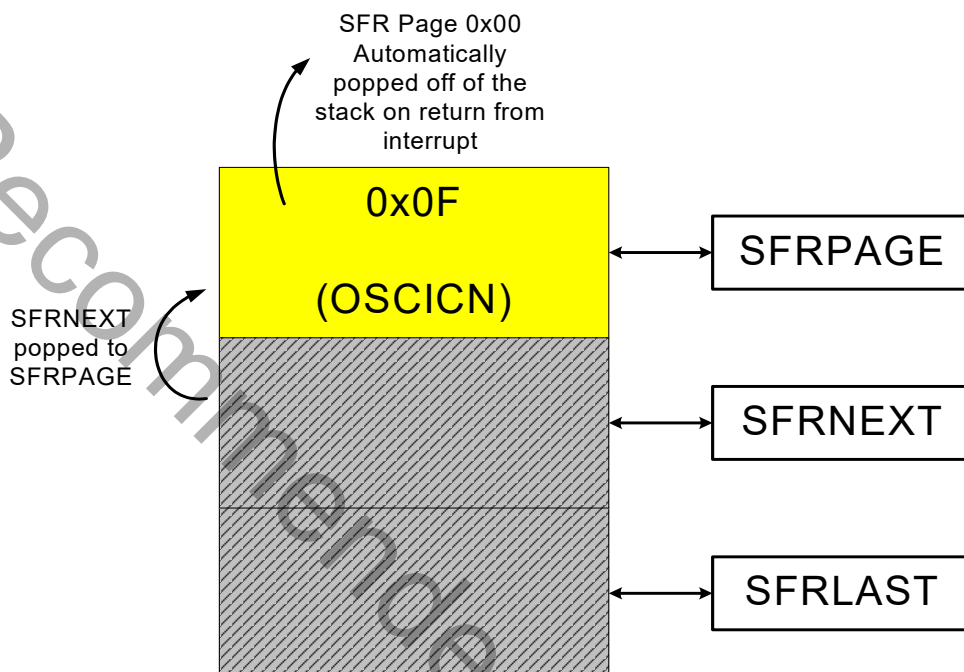 SFR Page 0x00
Automatically
popped off of the
stack on return from
interrupt
0x0F
(OSCICN)
SFRPAGE
SFRNEXT
popped to
SFRPAGE
SFRNEXT
SFRLAST